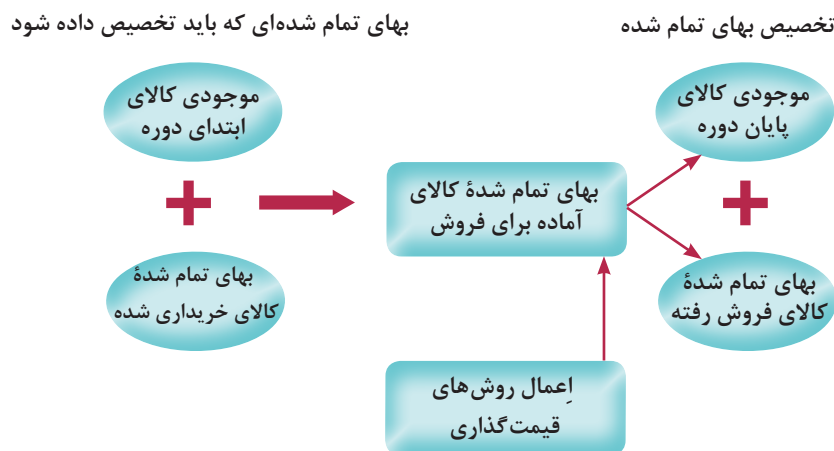 بهای تمام شده‌ای که باید تخصیص داده شود
تخصیص بهای تمام شده
موجودی کالای
ابتدای دوره
موجودی کالای
پایان دوره
بهای تمام شدهٔ کالای
آماده برای فروش
بهای تمام شدهٔ
کالای خریداری شده
بهای تمام شدهٔ
کالای فروش رفته
اِعمال روش‌های
قیمت‌گذاری